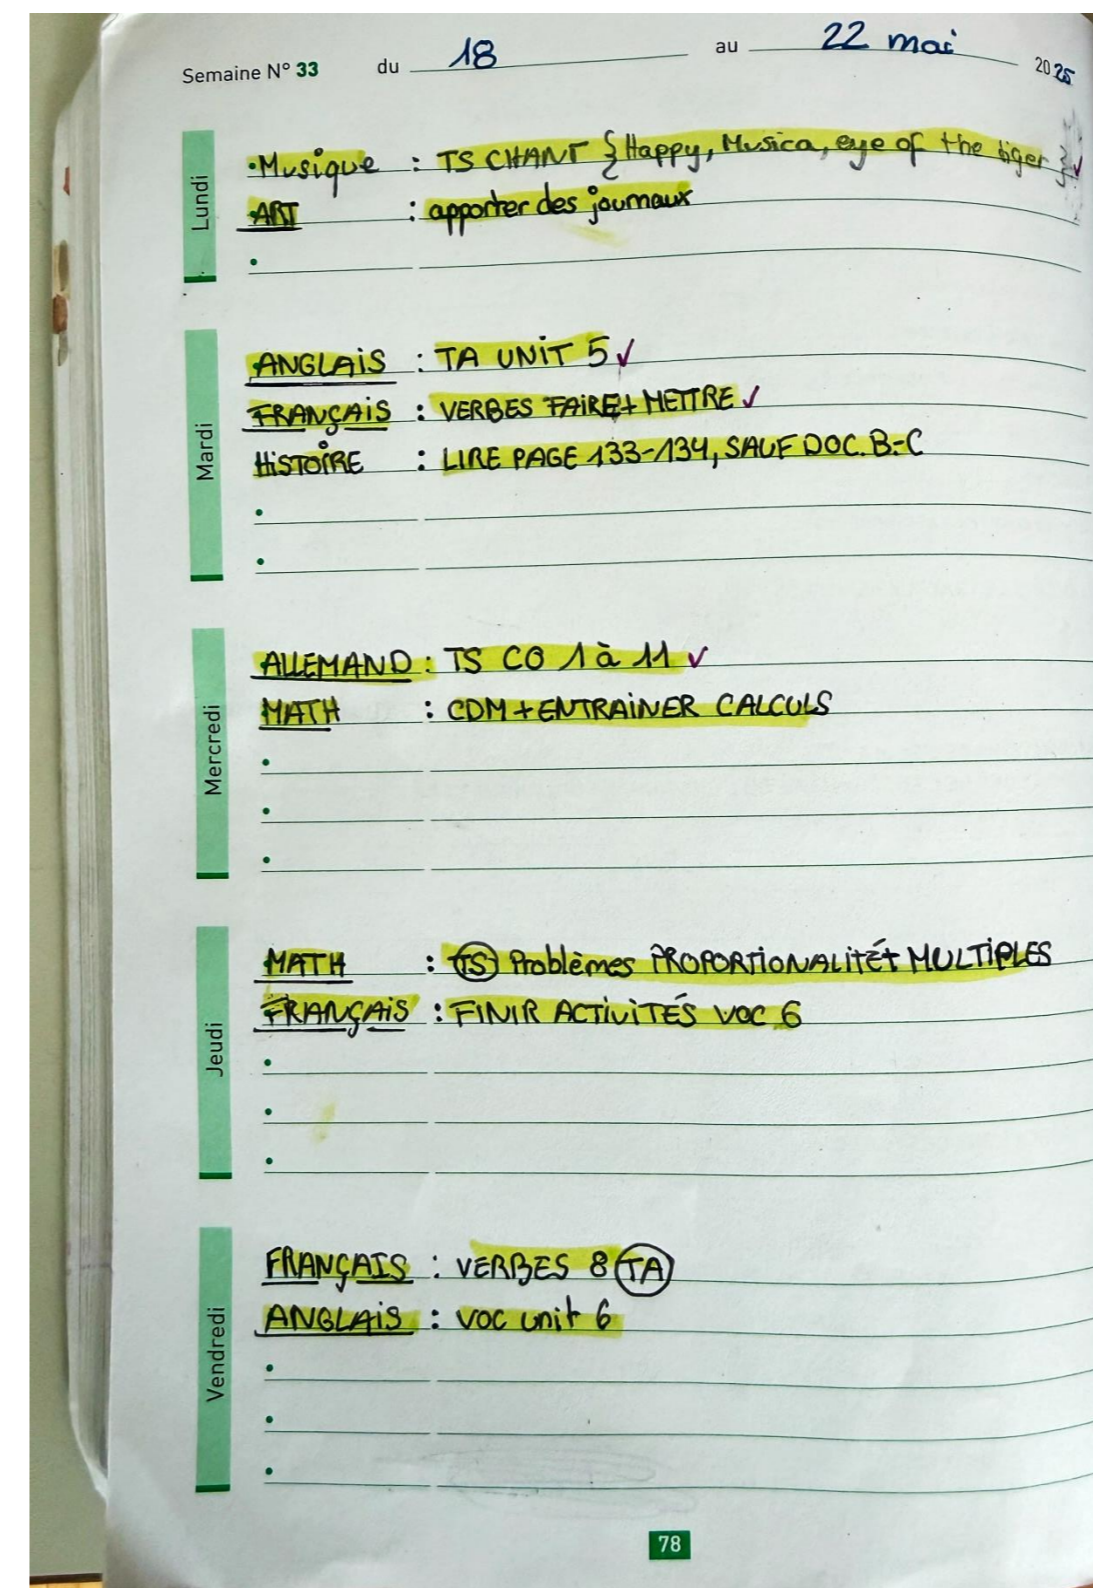 Semaine N° 33 du 18 au 22 mai 2025
Lundi
• Musique : TS CHANT { Happy, Musica, eye of the tiger }✓
ART : apporter des journaux
•
Mardi
ANGLAIS : TA UNIT 5 ✓
FRANÇAIS : VERBES FAIRE + METTRE ✓
HISTOIRE : LIRE PAGE 133-134, SAUF DOC. B-C
•
•
Mercredi
ALLEMAND : TS CO 1 à 11 ✓
MATH : CDM + ENTRAINER CALCULS
•
•
•
Jeudi
MATH : TS Problèmes PROPORTIONALITÉ + MULTIPLES
FRANÇAIS : FINIR ACTIVITÉS VOC 6
•
•
•
Vendredi
FRANÇAIS : VERBES 8 TA
ANGLAIS : VOC unit 6
•
•
•
78